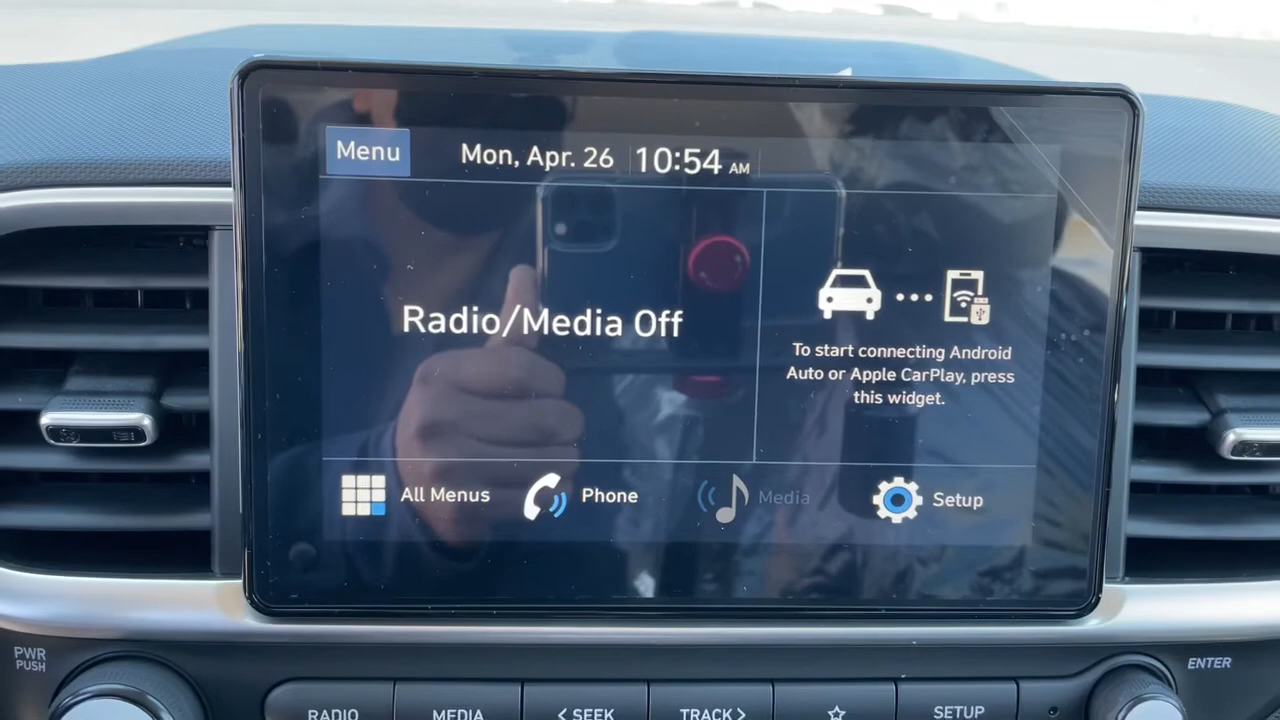 Menu
Mon, Apr. 26
10:54 AM
Radio/Media Off
To start connecting Android
Auto or Apple CarPlay, press
this widget.
All Menus
Phone
Media
Setup
PWR
PUSH
ENTER
RADIO
MEDIA
< SEEK
TRACK >
☆
SETUP